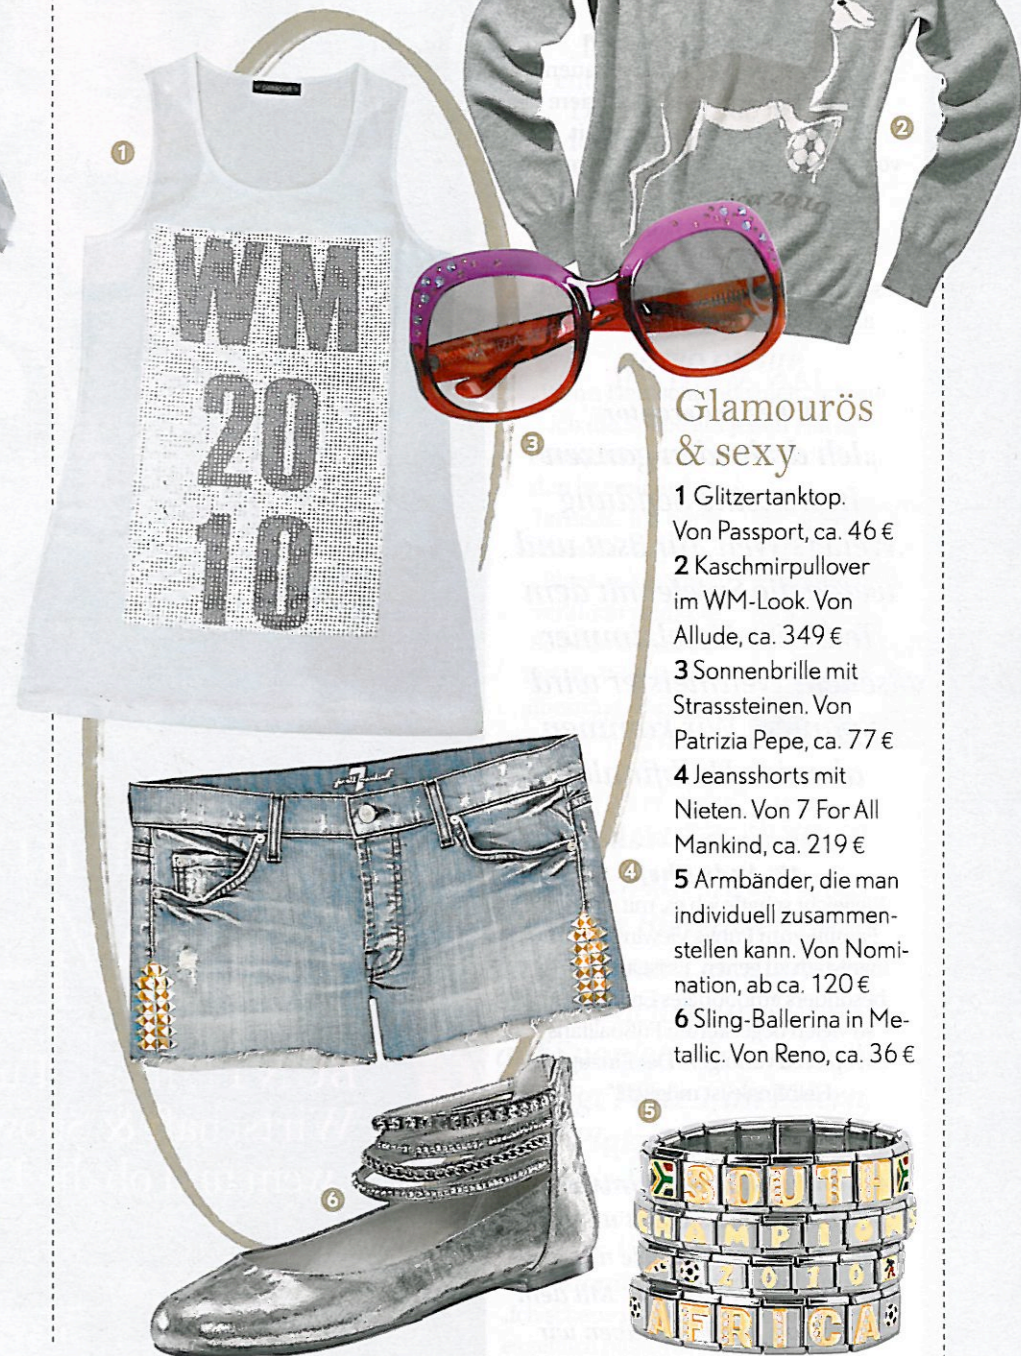 passport
1
WM
20
10
2
2010
3
Glamourös
& sexy
1 Glitzertanktop.
Von Passport, ca. 46 €
2 Kaschmirpullover
im WM-Look. Von
Allude, ca. 349 €
3 Sonnenbrille mit
Strasssteinen. Von
Patrizia Pepe, ca. 77 €
4 Jeansshorts mit
Nieten. Von 7 For All
Mankind, ca. 219 €
5 Armbänder, die man
individuell zusammen-
stellen kann. Von Nomi-
nation, ab ca. 120 €
6 Sling-Ballerina in Me-
tallic. Von Reno, ca. 36 €
7
4
5
SOUTH
CHAMPIONS
2010
AFRICA
6